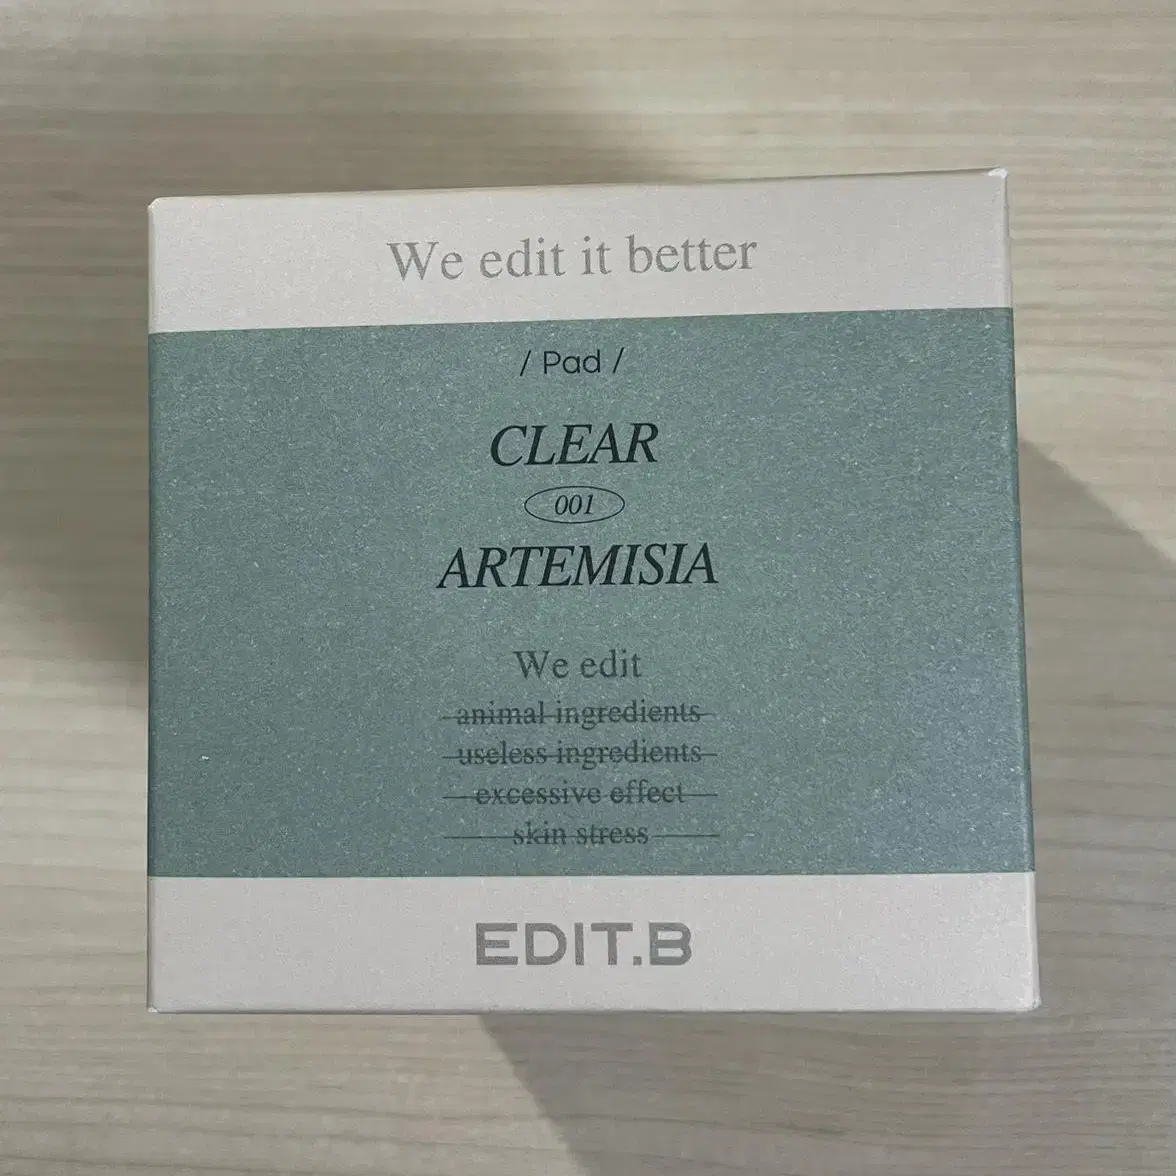 We edit it better
/ Pad /
CLEAR
001
ARTEMISIA
We edit
animal ingredients
useless ingredients
excessive effect
skin stress
EDIT.B